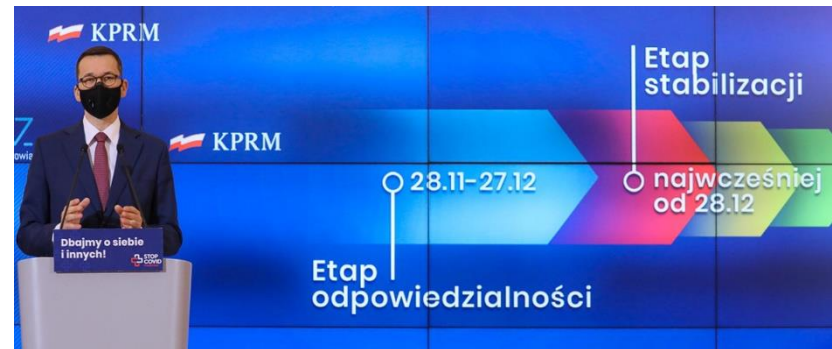 KPRM
KPRM
Dbajmy o siebie
i innych!
STOP
COVID
28.11-27.12
Etap
odpowiedzialności
Etap
stabilizacji
najwcześniej
od 28.12